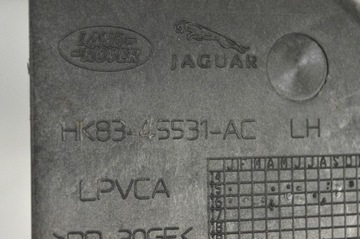 LAND ROVER
JAGUAR
HK83-45531-AC LH
LPVCA
J F M A M J J A S